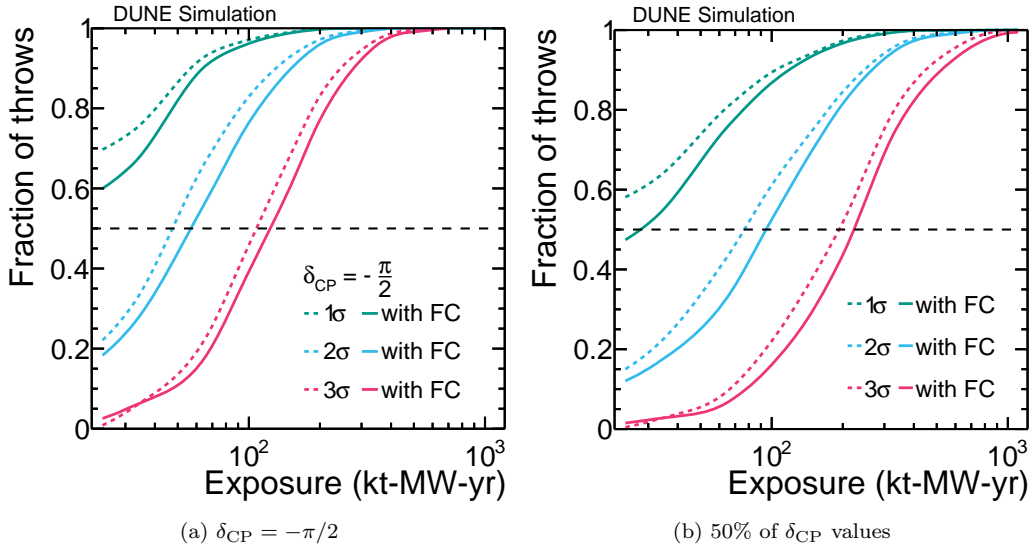 DUNE Simulation
Fraction of throws
1
0.8
0.6
0.4
0.2
0
δCP = - π/2
1σ with FC
2σ with FC
3σ with FC
10² 10³
Exposure (kt-MW-yr)
(a) δCP = −π/2
DUNE Simulation
Fraction of throws
1
0.8
0.6
0.4
0.2
0
1σ with FC
2σ with FC
3σ with FC
10² 10³
Exposure (kt-MW-yr)
(b) 50% of δCP values